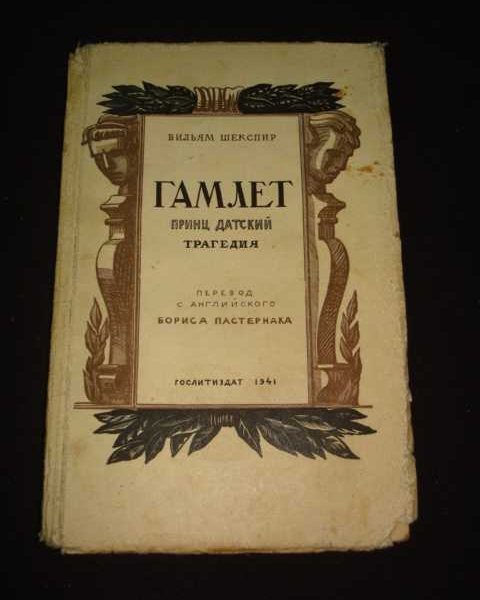 ВИЛЬЯМ ШЕКСПИР
ГАМЛЕТ
ПРИНЦ ДАТСКИЙ
ТРАГЕДИЯ
ПЕРЕВОД
С АНГЛИЙСКОГО
БОРИСА ПАСТЕРНАКА
ГОСЛИТИЗДАТ 1941